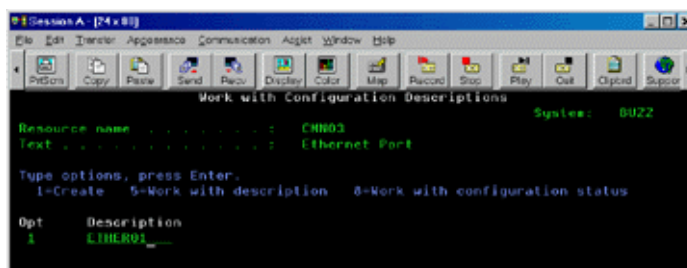 Session A - [24 x 80]
File Edit Transfer Appearance Communication Assist Window Help
PrtScrn Copy Paste Send Recv Display Color Map Record Stop Play Quit Clipbrd Support
Work with Configuration Descriptions
System: BUZZ
Resource name . . . . . . . : CMN03
Text . . . . . . . . . . . . : Ethernet Port
Type options, press Enter.
1=Create 5=Work with description 8=Work with configuration status
Opt Description
1 ETHER01